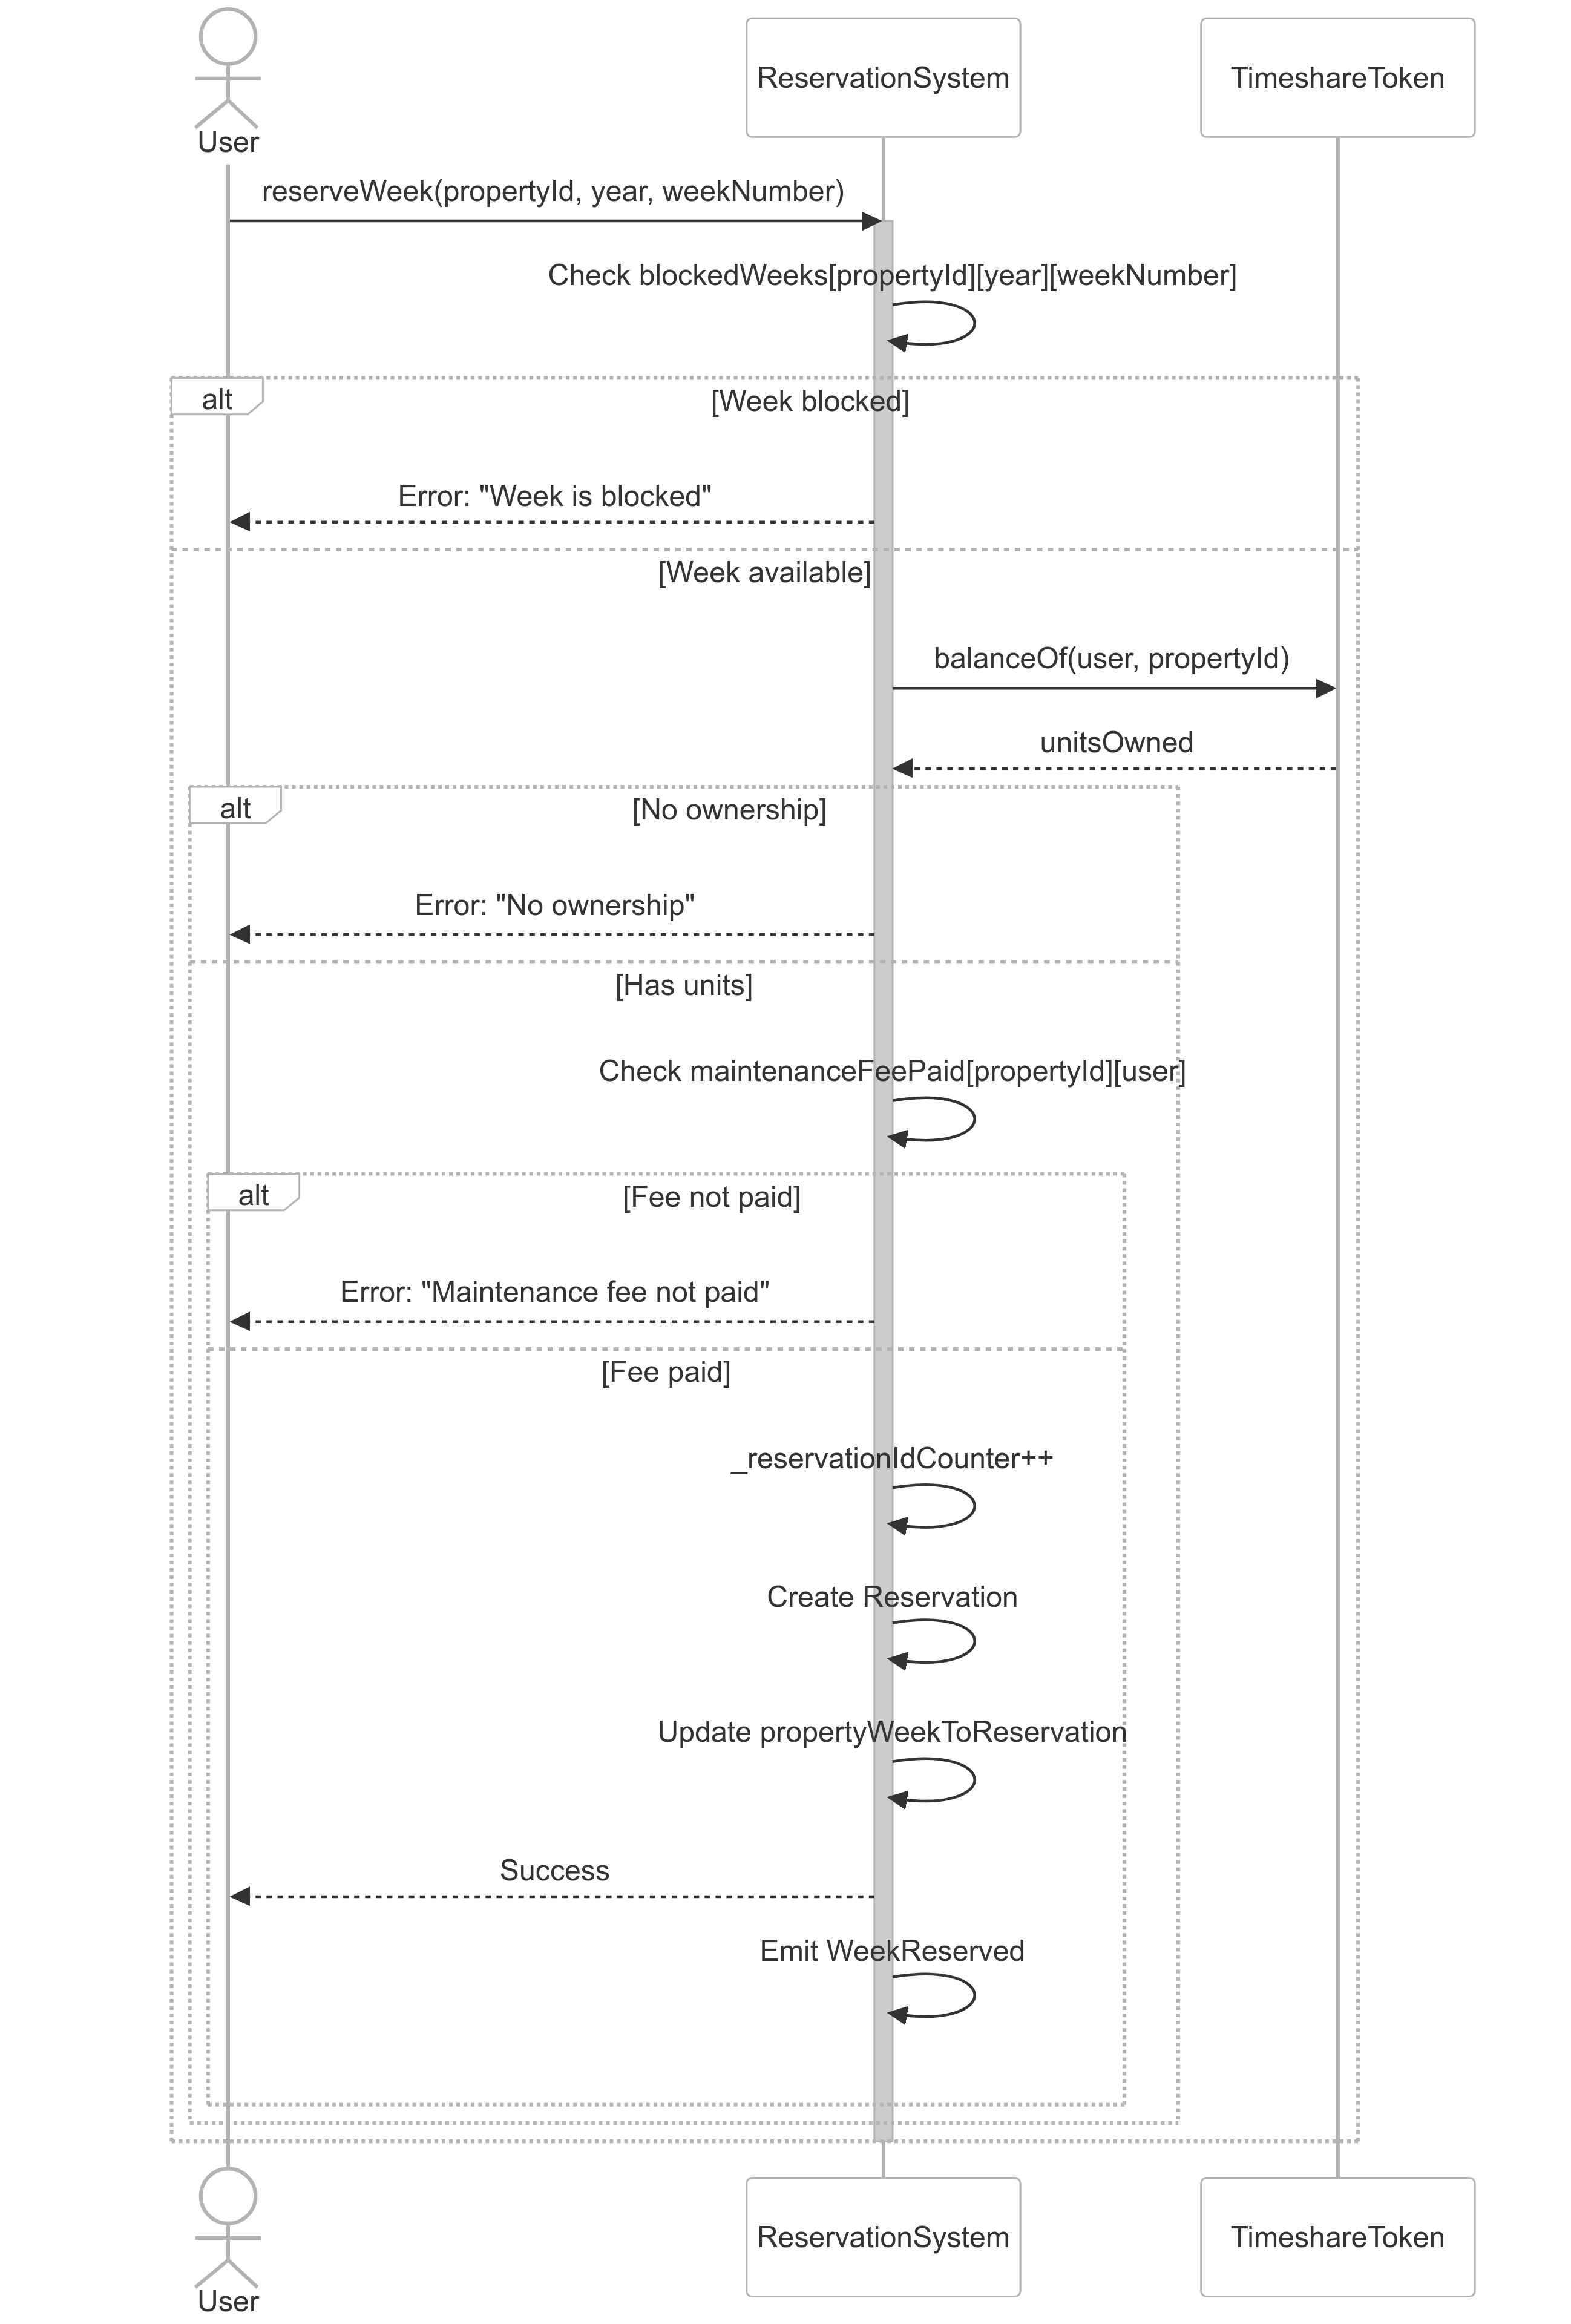 User
ReservationSystem
TimeshareToken
reserveWeek(propertyId, year, weekNumber)
Check blockedWeeks[propertyId][year][weekNumber]
alt
[Week blocked]
Error: "Week is blocked"
[Week available]
balanceOf(user, propertyId)
unitsOwned
alt
[No ownership]
Error: "No ownership"
[Has units]
Check maintenanceFeePaid[propertyId][user]
alt
[Fee not paid]
Error: "Maintenance fee not paid"
[Fee paid]
_reservationIdCounter++
Create Reservation
Update propertyWeekToReservation
Success
Emit WeekReserved
User
ReservationSystem
TimeshareToken